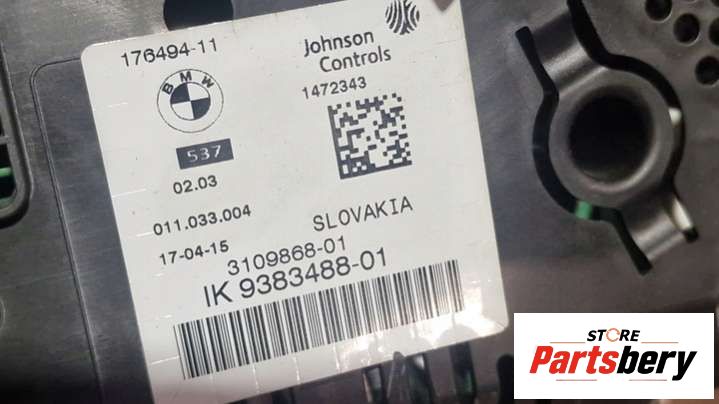 176494-11
BMW
537
02.03
011.033.004
17-04-15
Johnson
Controls
1472343
SLOVAKIA
3109868-01
IK 9383488-01
STORE
Partsbery